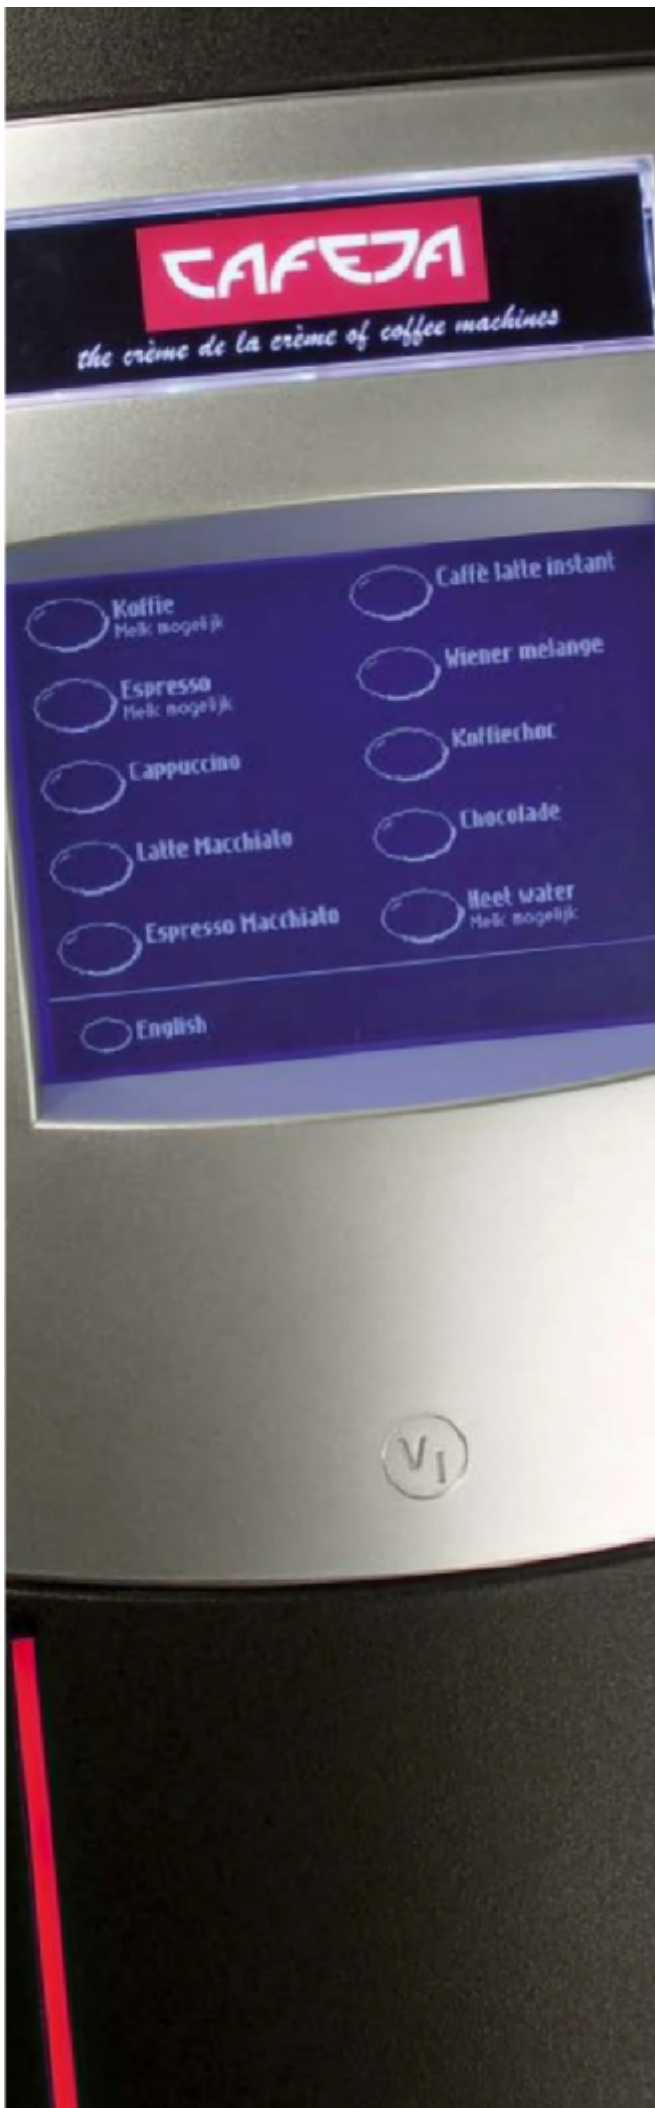 CAFEJA
the crème de la crème of coffee machines
Koffie
Melk mogelijk
Espresso
Melk mogelijk
Cappuccino
Latte Macchiato
Espresso Macchiato
Caffè latte instant
Wiener melange
Koffiechoc
Chocolade
Heet water
Melk mogelijk
English
VI